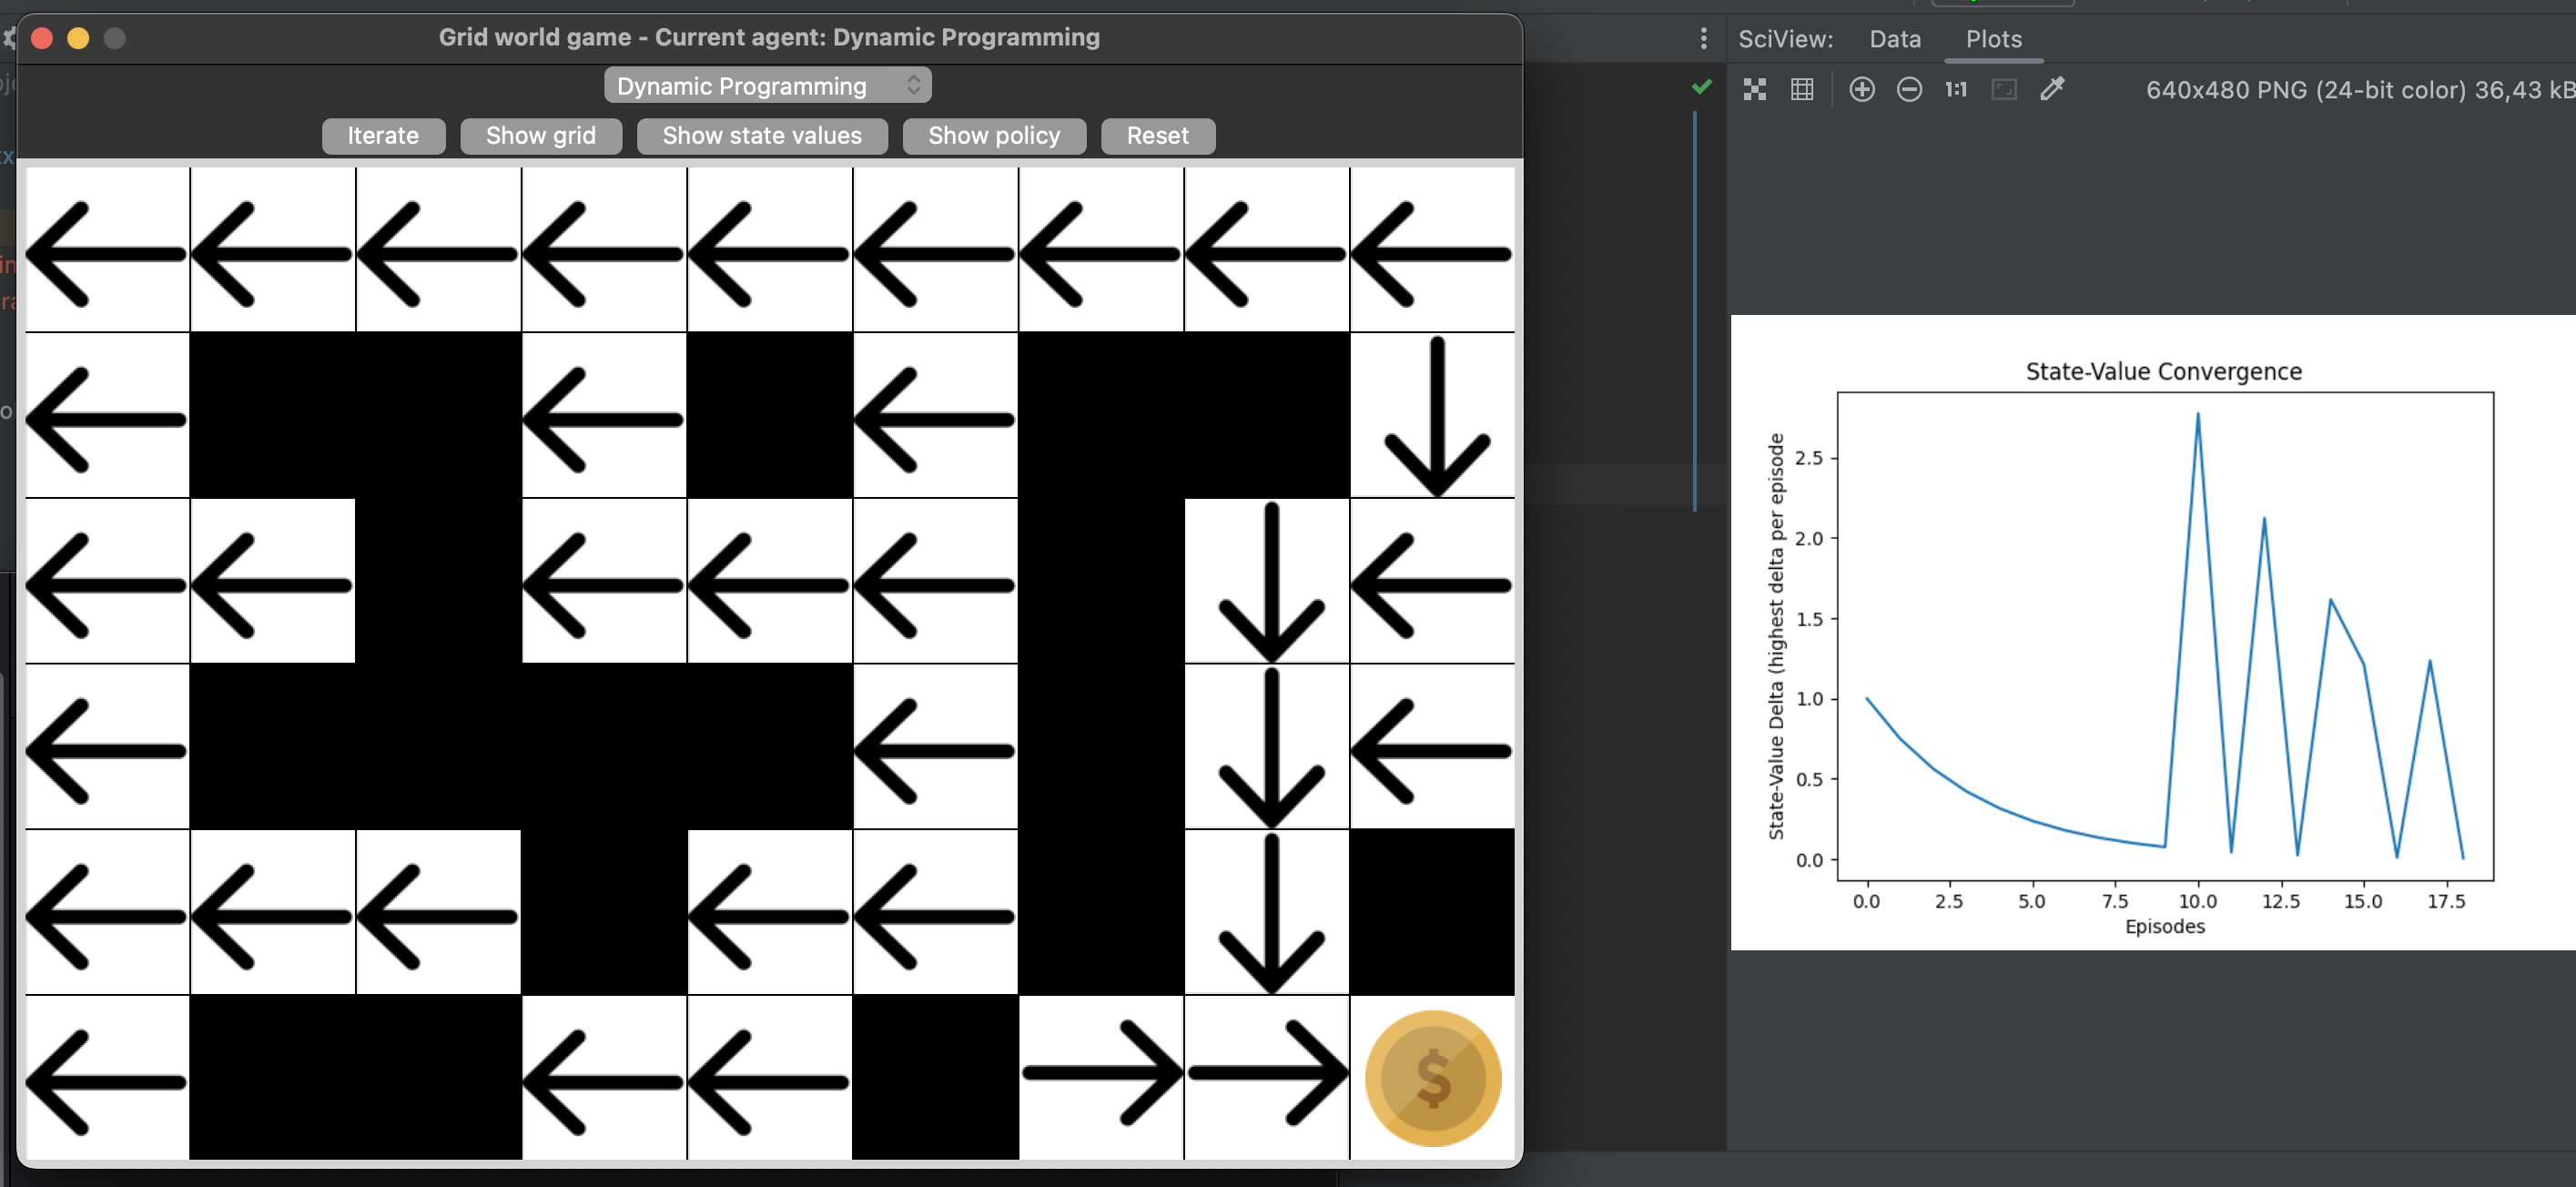 Grid world game - Current agent: Dynamic Programming
Dynamic Programming
Iterate Show grid Show state values Show policy Reset
SciView: Data Plots
1:1 640x480 PNG (24-bit color) 36,43 kB
State-Value Convergence
State-Value Delta (highest delta per episode
2.5
2.0
1.5
1.0
0.5
0.0
0.0 2.5 5.0 7.5 10.0 12.5 15.0 17.5
Episodes
$